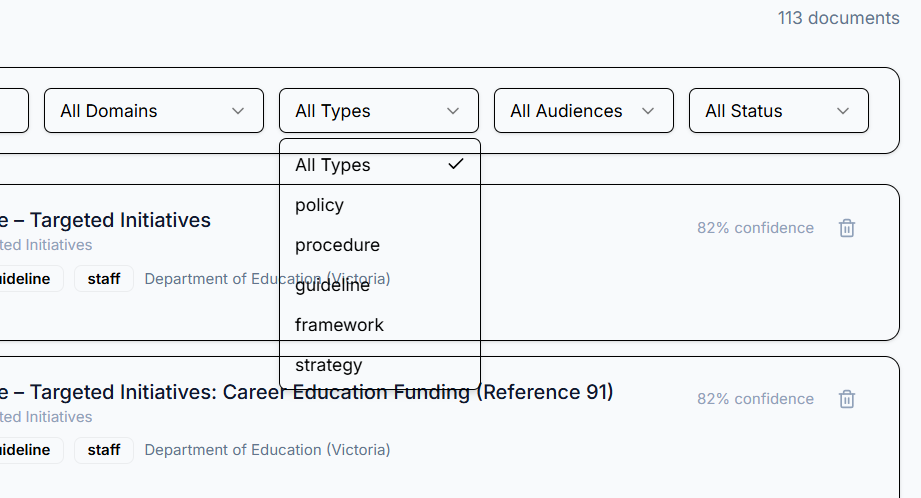 113 documents
All Domains
All Types
All Audiences
All Status
All Types
policy
procedure
guideline
framework
strategy
e – Targeted Initiatives
ted Initiatives
uideline
staff
Department of Education (Victoria)
82% confidence
e – Targeted Initiatives: Career Education Funding (Reference 91)
ted Initiatives
uideline
staff
Department of Education (Victoria)
82% confidence